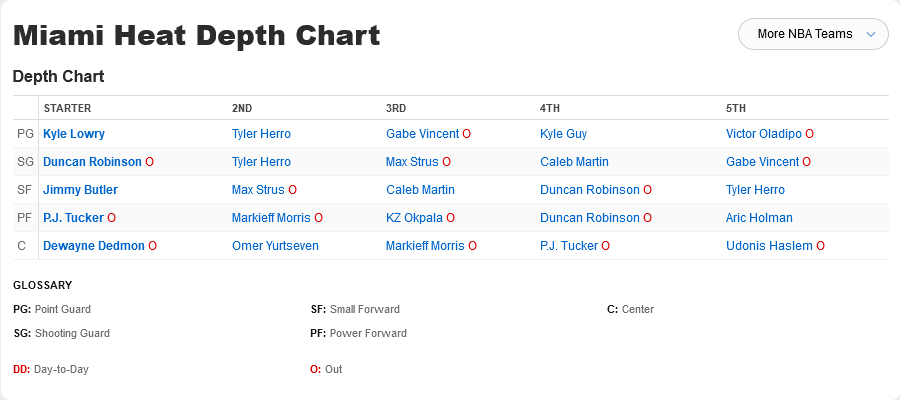 Miami Heat Depth Chart
More NBA Teams
Depth Chart
STARTER 2ND 3RD 4TH 5TH
PG Kyle Lowry Tyler Herro Gabe Vincent O Kyle Guy Victor Oladipo O
SG Duncan Robinson O Tyler Herro Max Strus O Caleb Martin Gabe Vincent O
SF Jimmy Butler Max Strus O Caleb Martin Duncan Robinson O Tyler Herro
PF P.J. Tucker O Markieff Morris O KZ Okpala O Duncan Robinson O Aric Holman
C Dewayne Dedmon O Omer Yurtseven Markieff Morris O P.J. Tucker O Udonis Haslem O
GLOSSARY
PG: Point Guard SF: Small Forward C: Center
SG: Shooting Guard PF: Power Forward
DD: Day-to-Day O: Out